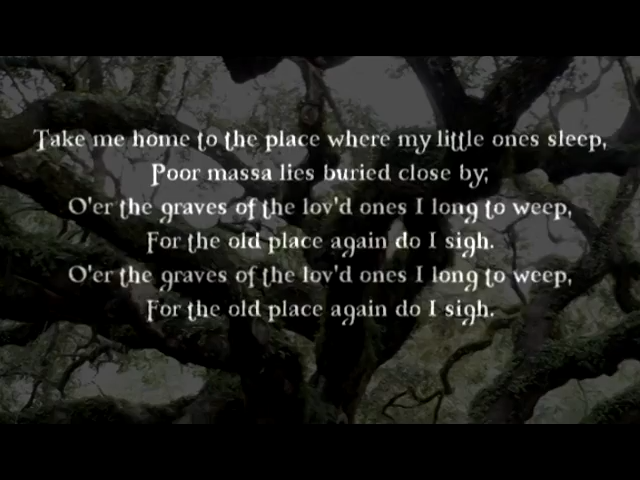 Take me home to the place where my little ones sleep,
Poor massa lies buried close by;
O'er the graves of the lov'd ones I long to weep,
For the old place again do I sigh.
O'er the graves of the lov'd ones I long to weep,
For the old place again do I sigh.